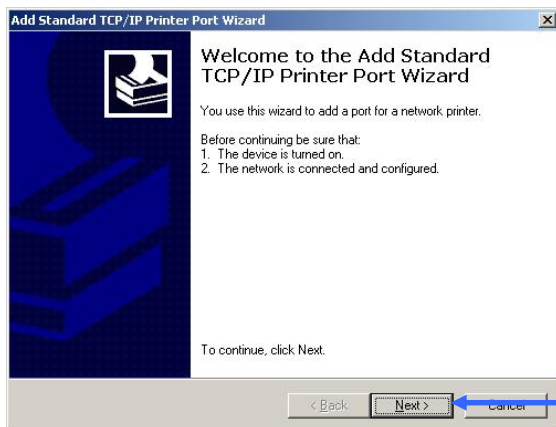 Add Standard TCP/IP Printer Port Wizard
Welcome to the Add Standard
TCP/IP Printer Port Wizard
You use this wizard to add a port for a network printer.
Before continuing be sure that:
1. The device is turned on.
2. The network is connected and configured.
To continue, click Next.
< Back Next > Cancel